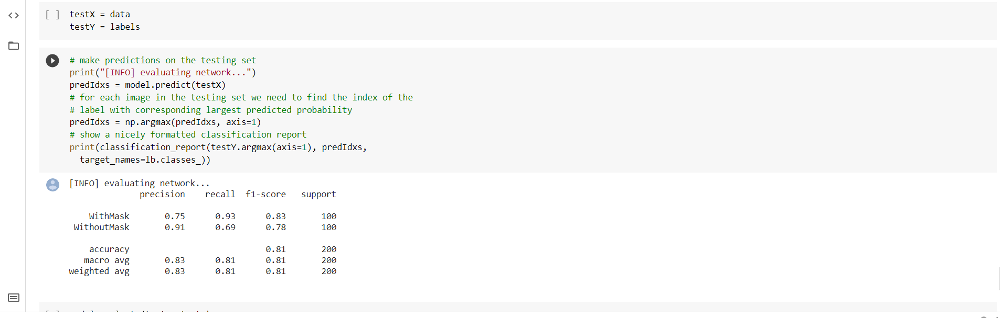 [ ] testX = data
testY = labels
# make predictions on the testing set
print("[INFO] evaluating network...")
predIdxs = model.predict(testX)
# for each image in the testing set we need to find the index of the
# label with corresponding largest predicted probability
predIdxs = np.argmax(predIdxs, axis=1)
# show a nicely formatted classification report
print(classification_report(testY.argmax(axis=1), predIdxs,
target_names=lb.classes_))
[INFO] evaluating network...
precision recall f1-score support
WithMask 0.75 0.93 0.83 100
WithoutMask 0.91 0.69 0.78 100
accuracy 0.81 200
macro avg 0.83 0.81 0.81 200
weighted avg 0.83 0.81 0.81 200